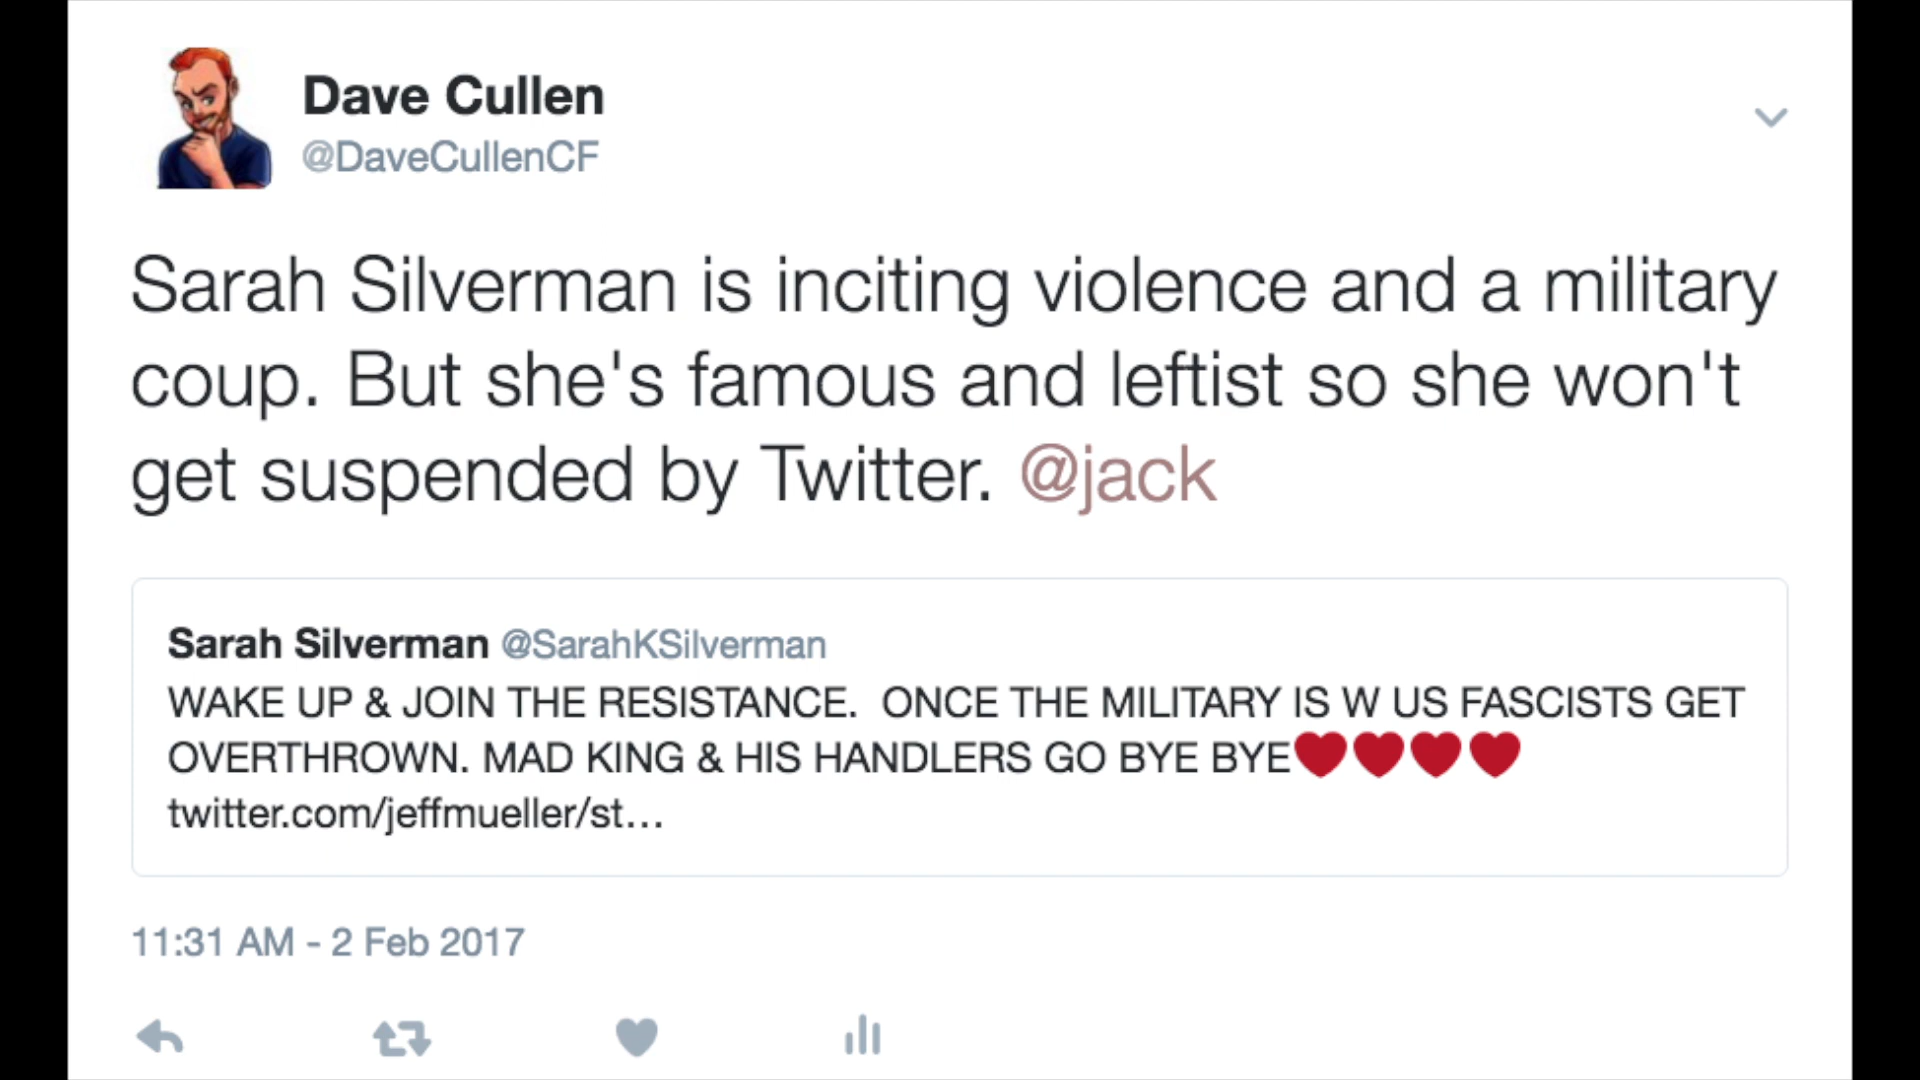 Dave Cullen
@DaveCullenCF
Sarah Silverman is inciting violence and a military
coup. But she's famous and leftist so she won't
get suspended by Twitter. @jack
Sarah Silverman @SarahKSilverman
WAKE UP & JOIN THE RESISTANCE. ONCE THE MILITARY IS W US FASCISTS GET
OVERTHROWN. MAD KING & HIS HANDLERS GO BYE BYE❤❤❤❤
twitter.com/jeffmueller/st…
11:31 AM - 2 Feb 2017